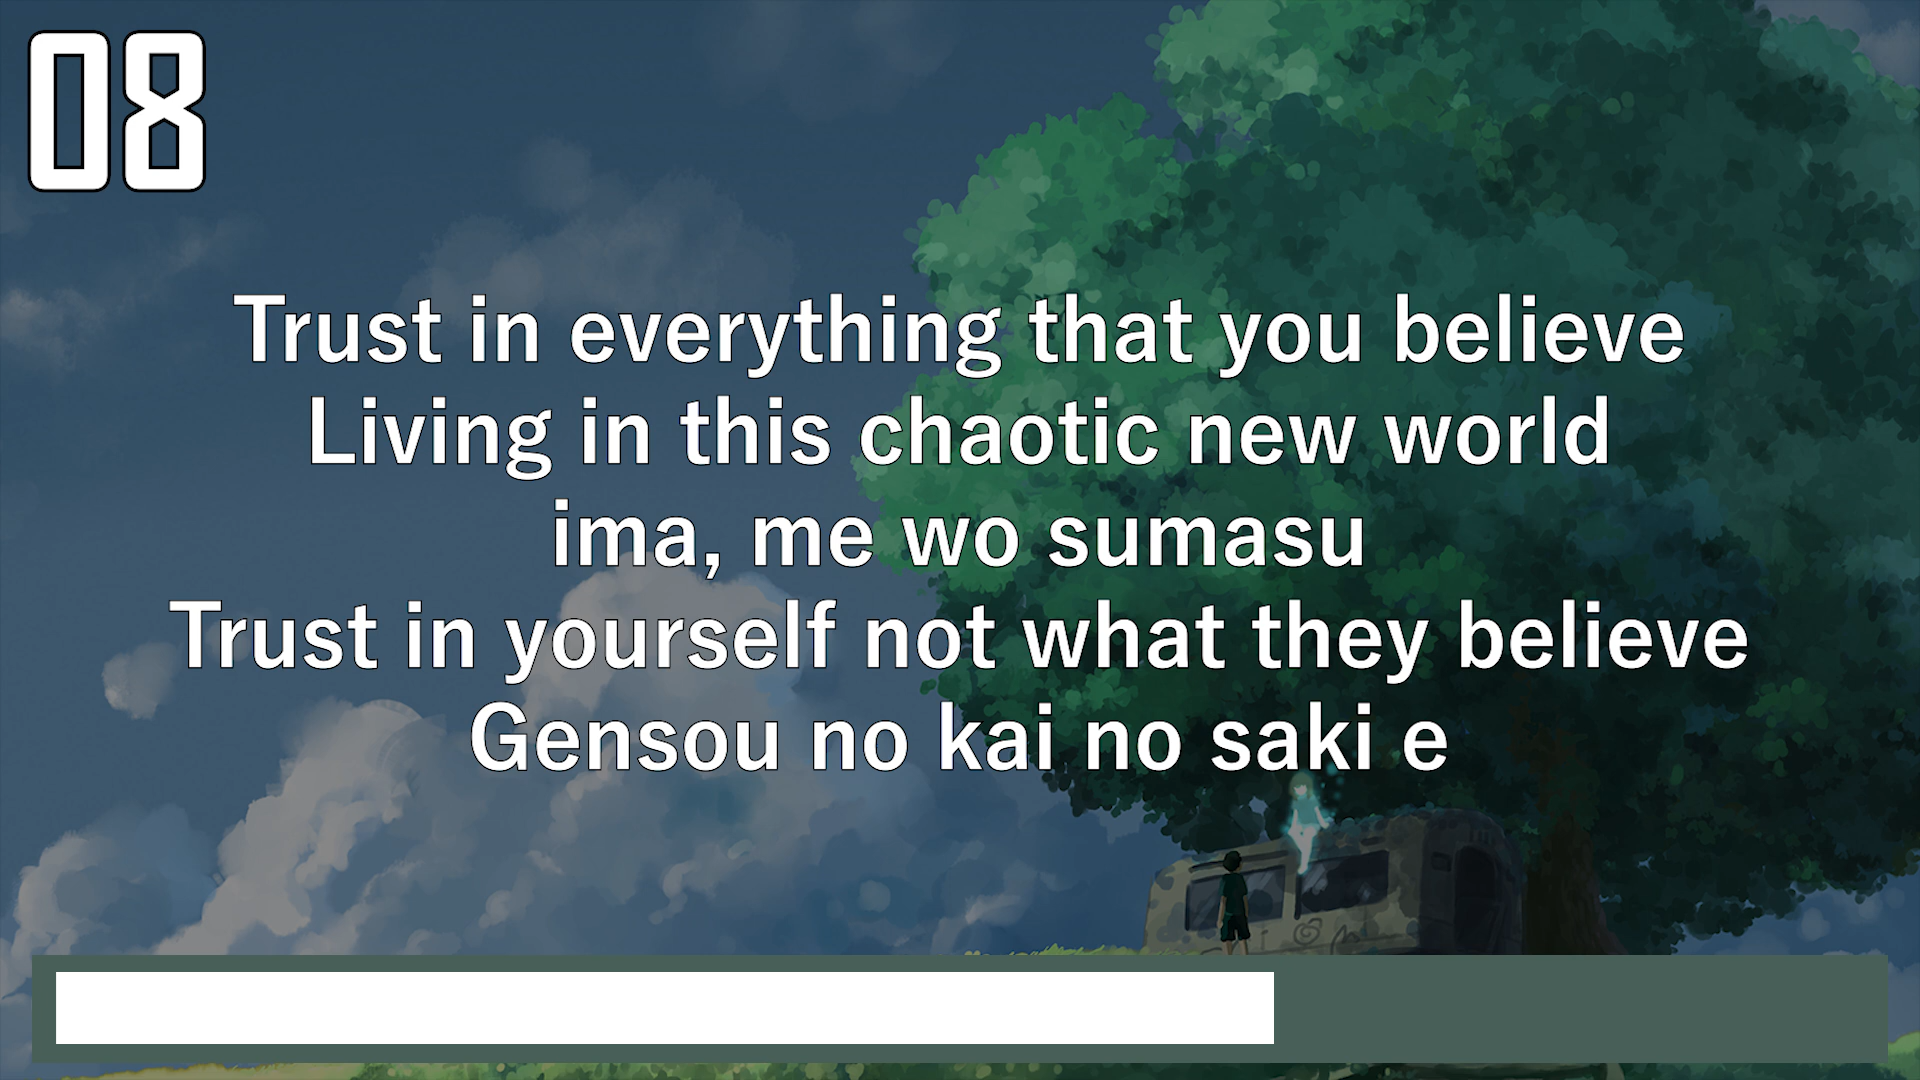 08
Trust in everything that you believe
Living in this chaotic new world
ima, me wo sumasu
Trust in yourself not what they believe
Gensou no kai no saki e